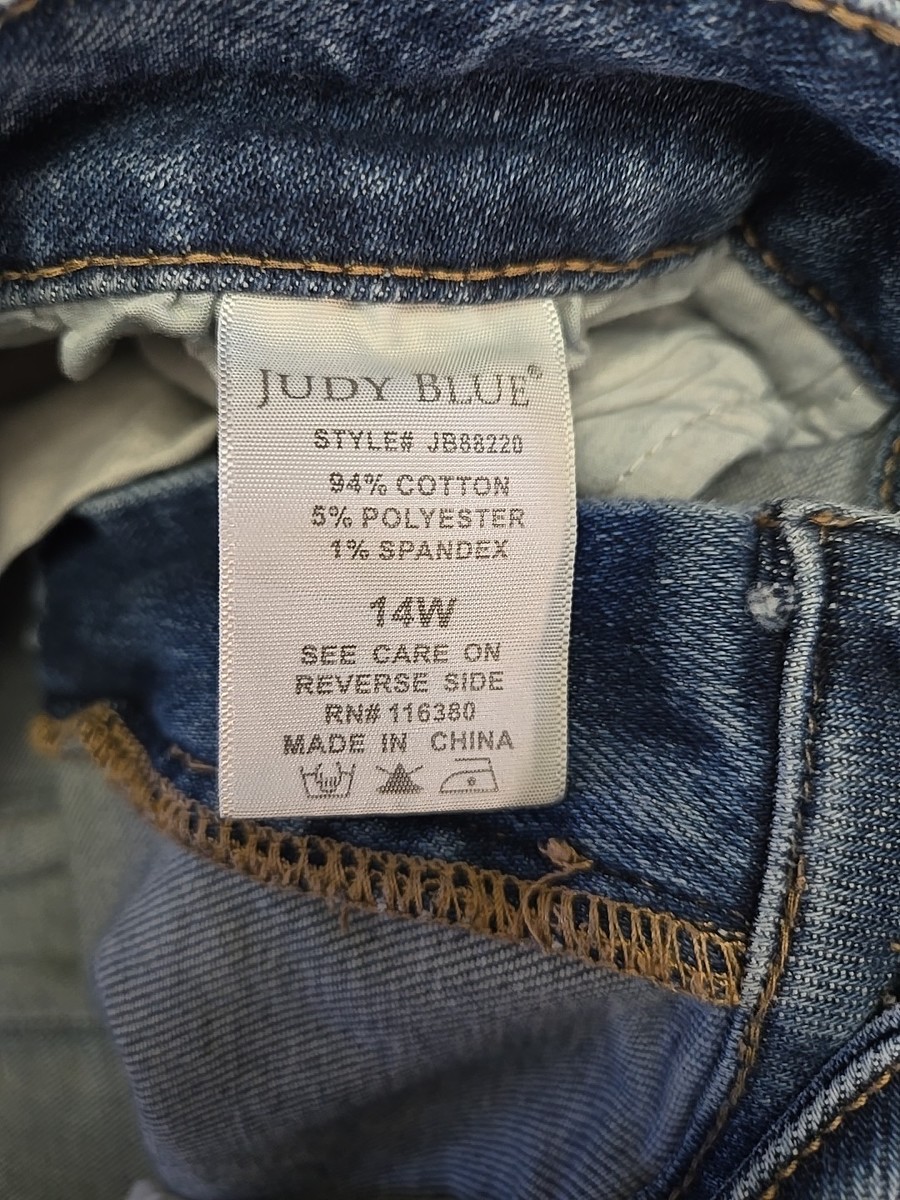 JUDY BLUE®
STYLE# JB88220
94% COTTON
5% POLYESTER
1% SPANDEX
14W
SEE CARE ON
REVERSE SIDE
RN# 116380
MADE IN CHINA